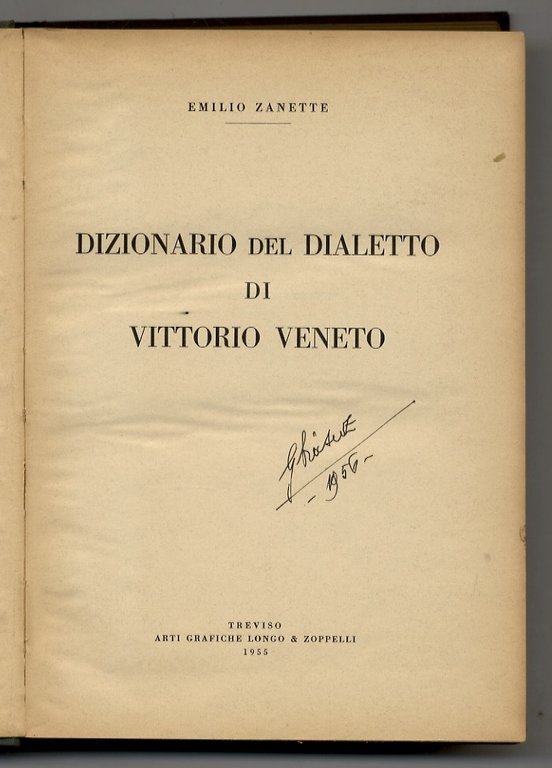 EMILIO ZANETTE
DIZIONARIO DEL DIALETTO
DI
VITTORIO VENETO
- 1956 -
TREVISO
ARTI GRAFICHE LONGO & ZOPPELLI
1955